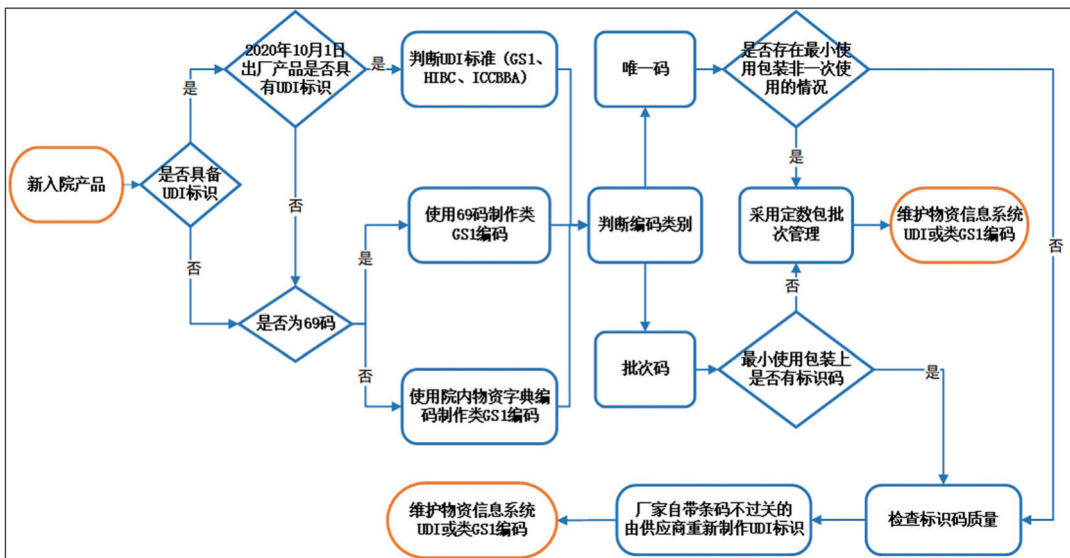 新入院产品
是否具备
UDI标识
是
否
2020年10月1日
出厂产品是否具
有UDI标识
是
否
判断UDI标准（GS1、
HIBC、ICCBBA）
是否为69码
是
否
使用69码制作类
GS1编码
使用院内物资字典编
码制作类GS1编码
判断编码类别
唯一码
是否存在最小使
用包装非一次使
用的情况
是
否
采用定数包批
次管理
维护物资信息系统
UDI或类GS1编码
批次码
最小使用包装上
是否有标识码
否
是
检查标识码质量
厂家自带条码不过关的
由供应商重新制作UDI标识
维护物资信息系统
UDI或类GS1编码